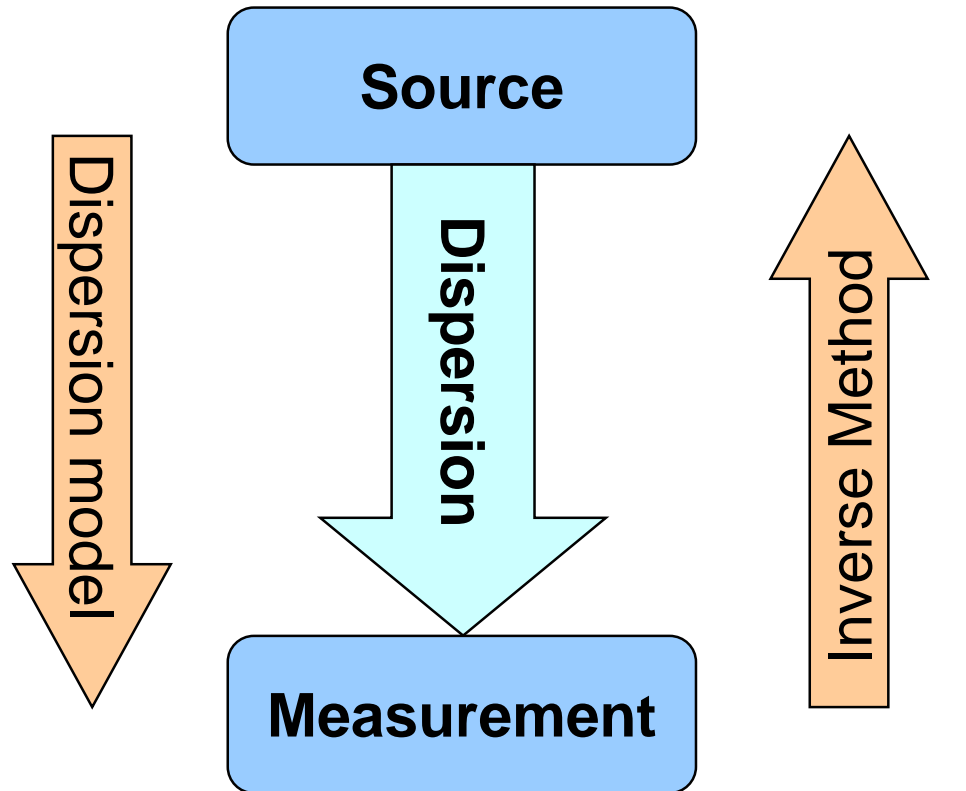 Source
Dispersion model
Dispersion
Inverse Method
Measurement